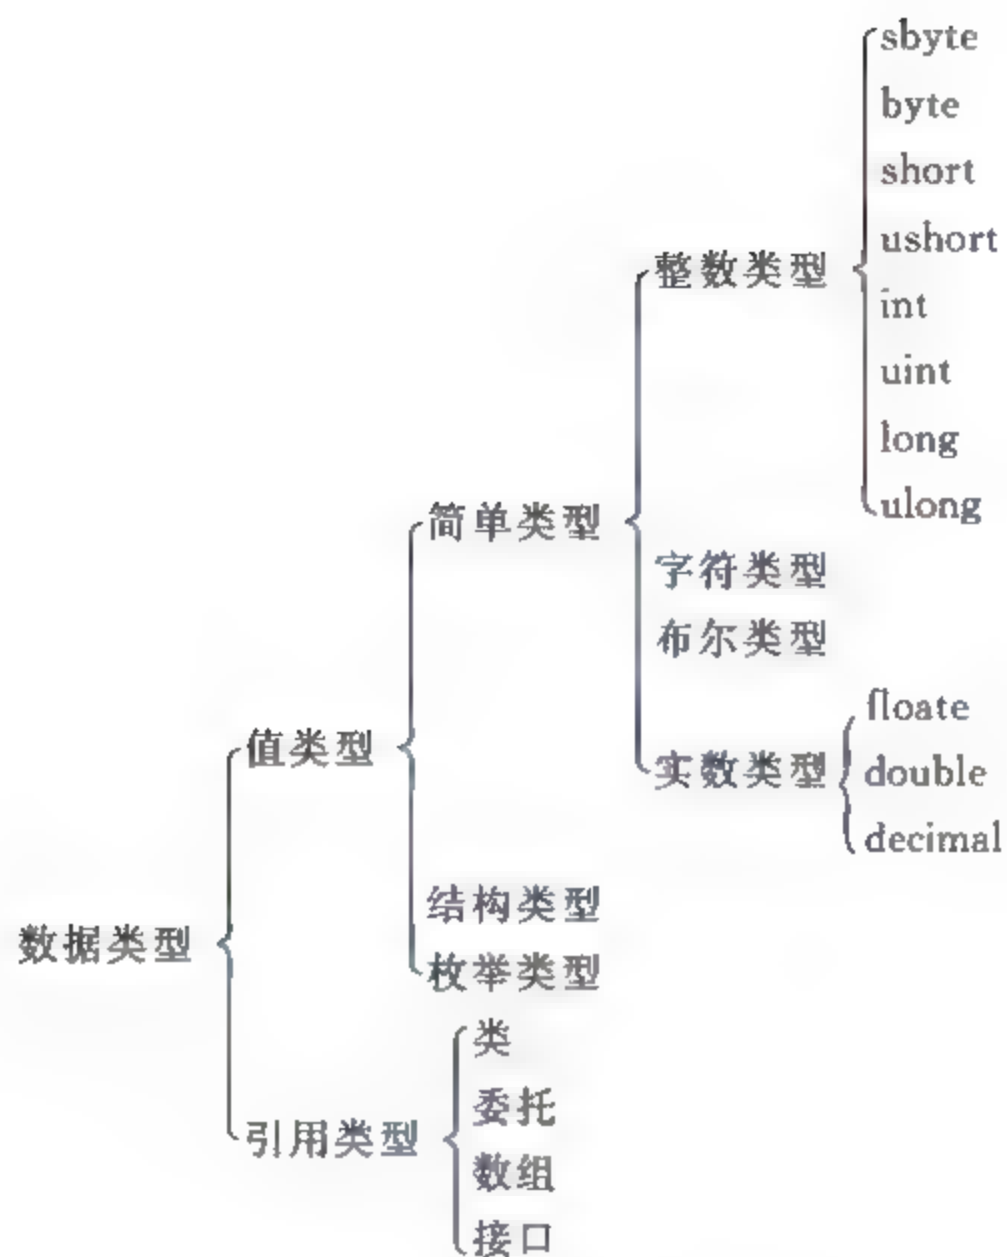 sbyte
byte
short
ushort
整数类型
int
uint
long
ulong
简单类型
字符类型
布尔类型
floate
值类型
实数类型
double
decimal
结构类型
数据类型
枚举类型
类
委托
引用类型
数组
接口